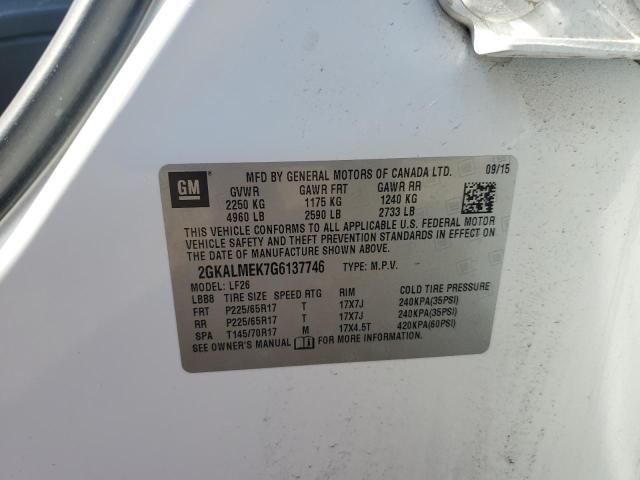 MFD BY GENERAL MOTORS OF CANADA LTD. 09/15
GM
GVWR GAWR FRT GAWR RR
2250 KG 1175 KG 1240 KG
4960 LB 2590 LB 2733 LB
THIS VEHICLE CONFORMS TO ALL APPLICABLE U.S. FEDERAL MOTOR
VEHICLE SAFETY AND THEFT PREVENTION STANDARDS IN EFFECT ON
THE DATE OF MANUFACTURE SHOWN ABOVE.
2GKALMEK7G6137746 TYPE: M.P.V.
MODEL: LF26
LBB8 TIRE SIZE SPEED RTG RIM COLD TIRE PRESSURE
FRT P225/65R17 T 17X7J 240KPA(35PSI)
RR P225/65R17 T 17X7J 240KPA(35PSI)
SPA T145/70R17 M 17X4.5T 420KPA(60PSI)
SEE OWNER'S MANUAL FOR MORE INFORMATION.